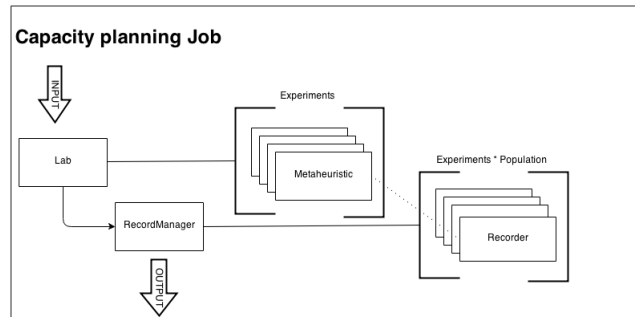 Capacity planning Job
INPUT
Experiments
Lab
Metaheuristic
Experiments * Population
RecordManager
Recorder
OUTPUT